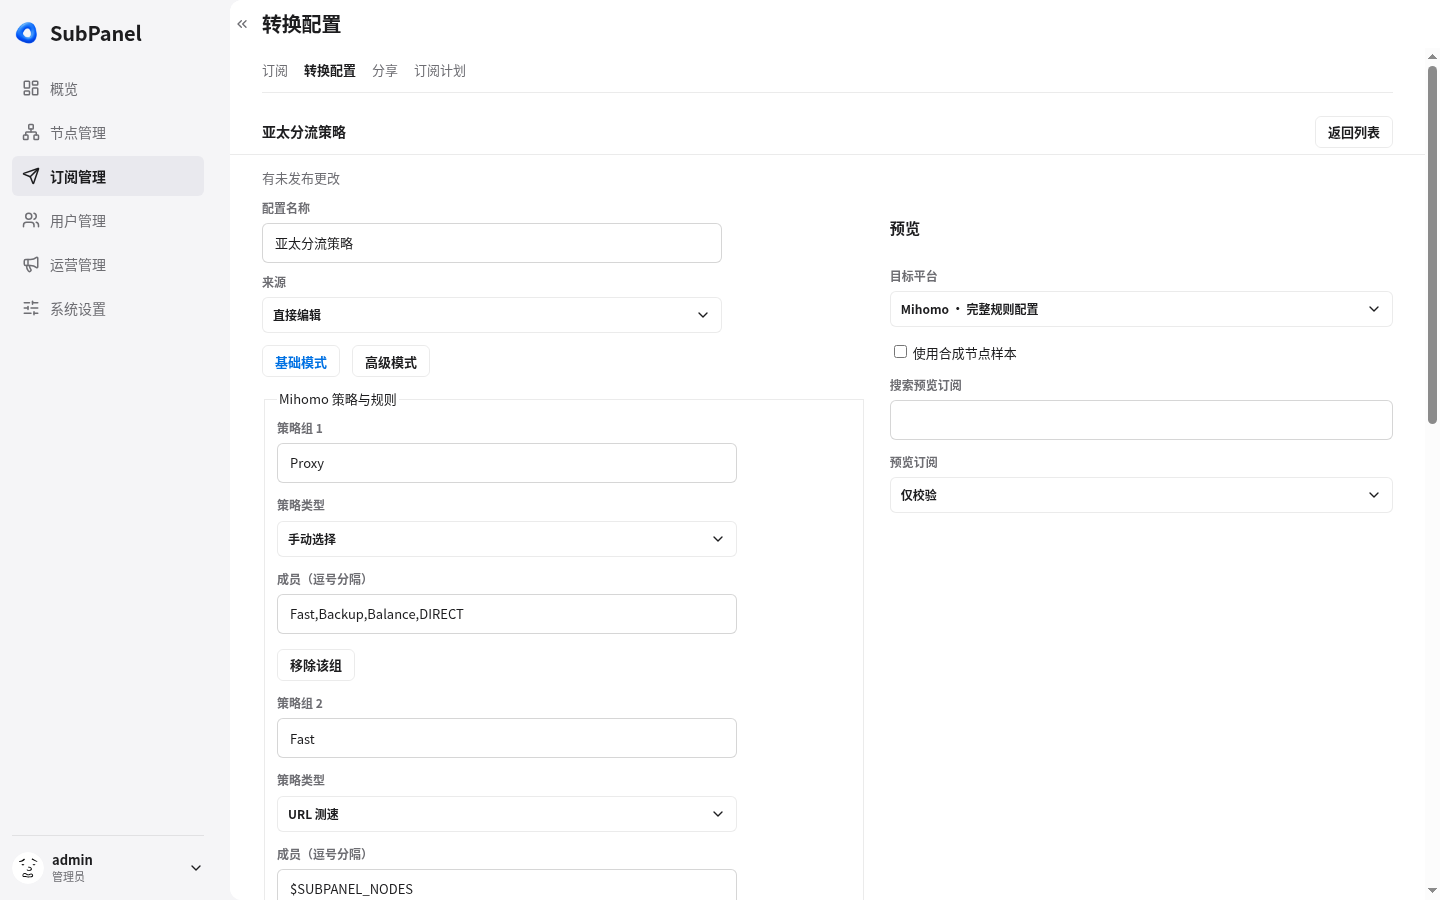 SubPanel
概览
节点管理
订阅管理
用户管理
运营管理
系统设置
admin
管理员
转换配置
订阅 转换配置 分享 订阅计划
亚太分流策略
返回列表
有未发布更改
配置名称
亚太分流策略
来源
直接编辑
基础模式 高级模式
Mihomo 策略与规则
策略组 1
Proxy
策略类型
手动选择
成员（逗号分隔）
Fast,Backup,Balance,DIRECT
移除该组
策略组 2
Fast
策略类型
URL 测速
成员（逗号分隔）
$SUBPANEL_NODES
预览
目标平台
Mihomo · 完整规则配置
使用合成节点样本
搜索预览订阅
预览订阅
仅校验